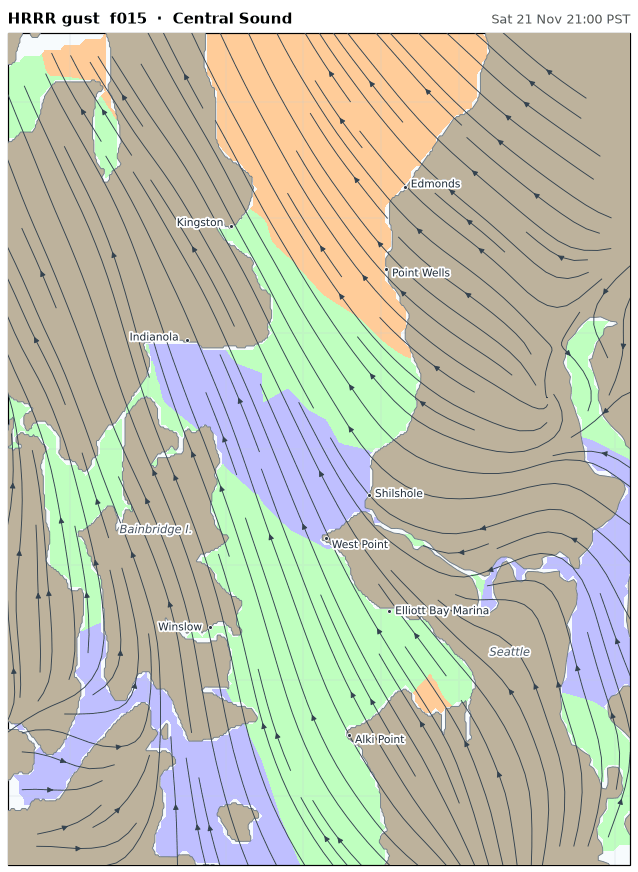 HRRR gust f015 · Central Sound
Sat 21 Nov 21:00 PST
Edmonds
Kingston
Point Wells
Indianola
Shilshole
Bainbridge I.
West Point
Elliott Bay Marina
Winslow
Seattle
Alki Point